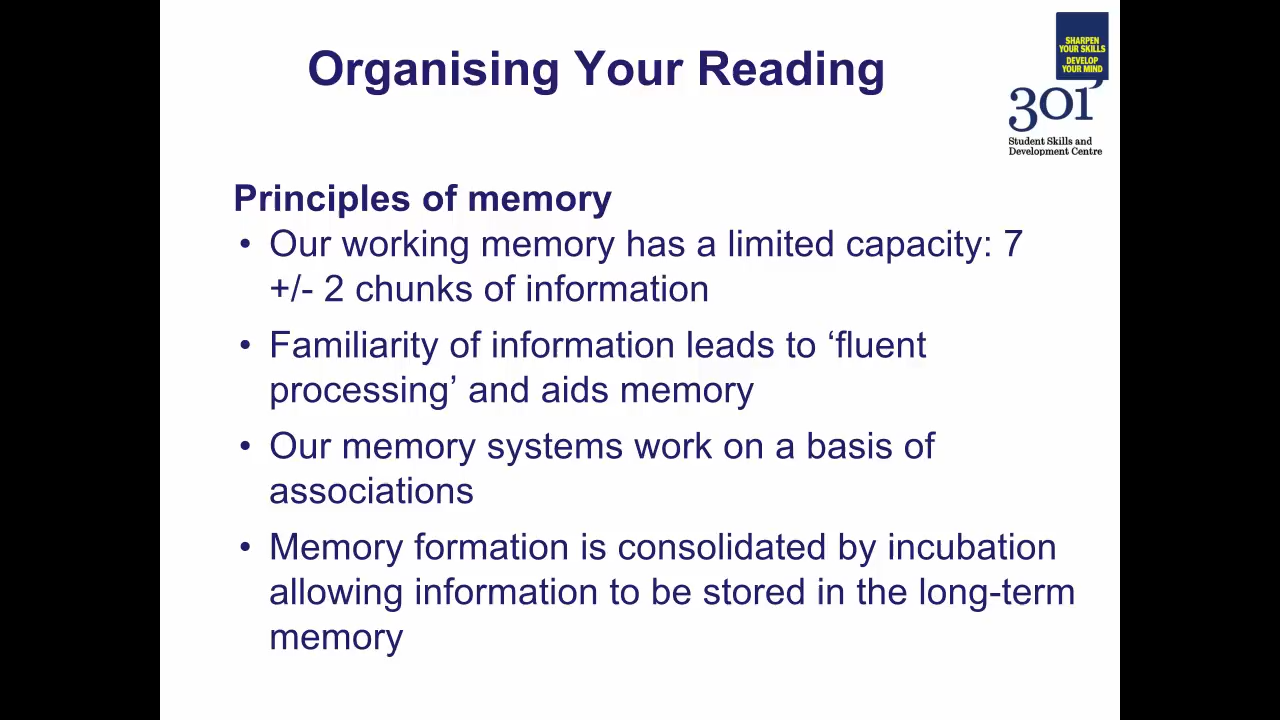 Organising Your Reading
SHARPEN
YOUR SKILLS
DEVELOP
YOUR MIND
301
Student Skills and
Development Centre
Principles of memory
• Our working memory has a limited capacity: 7
+/- 2 chunks of information
• Familiarity of information leads to ‘fluent
processing’ and aids memory
• Our memory systems work on a basis of
associations
• Memory formation is consolidated by incubation
allowing information to be stored in the long-term
memory